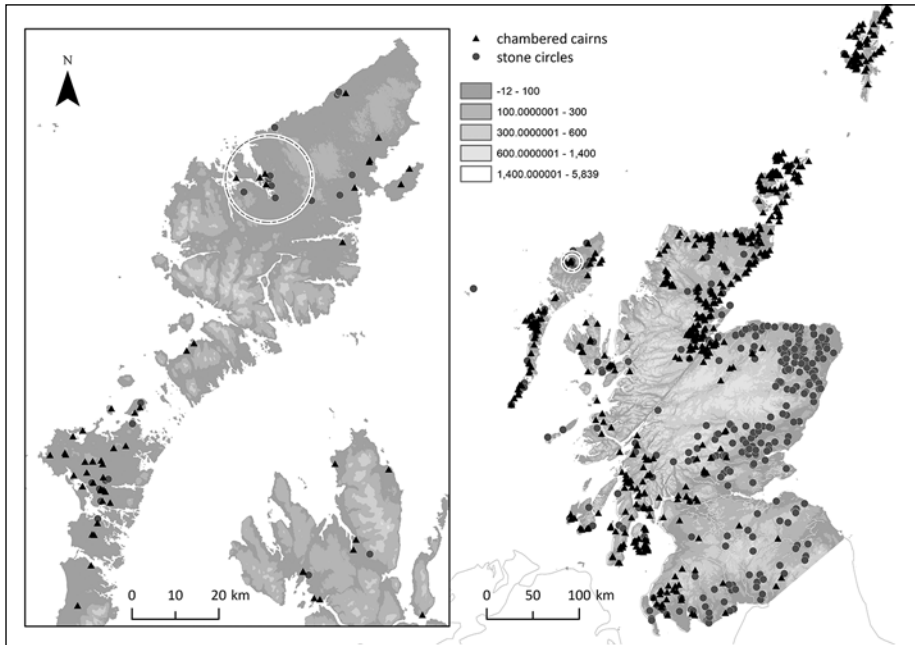 N
0 10 20 km
chambered cairns
stone circles
-12 - 100
100.0000001 - 300
300.0000001 - 600
600.0000001 - 1,400
1,400.000001 - 5,839
0 50 100 km